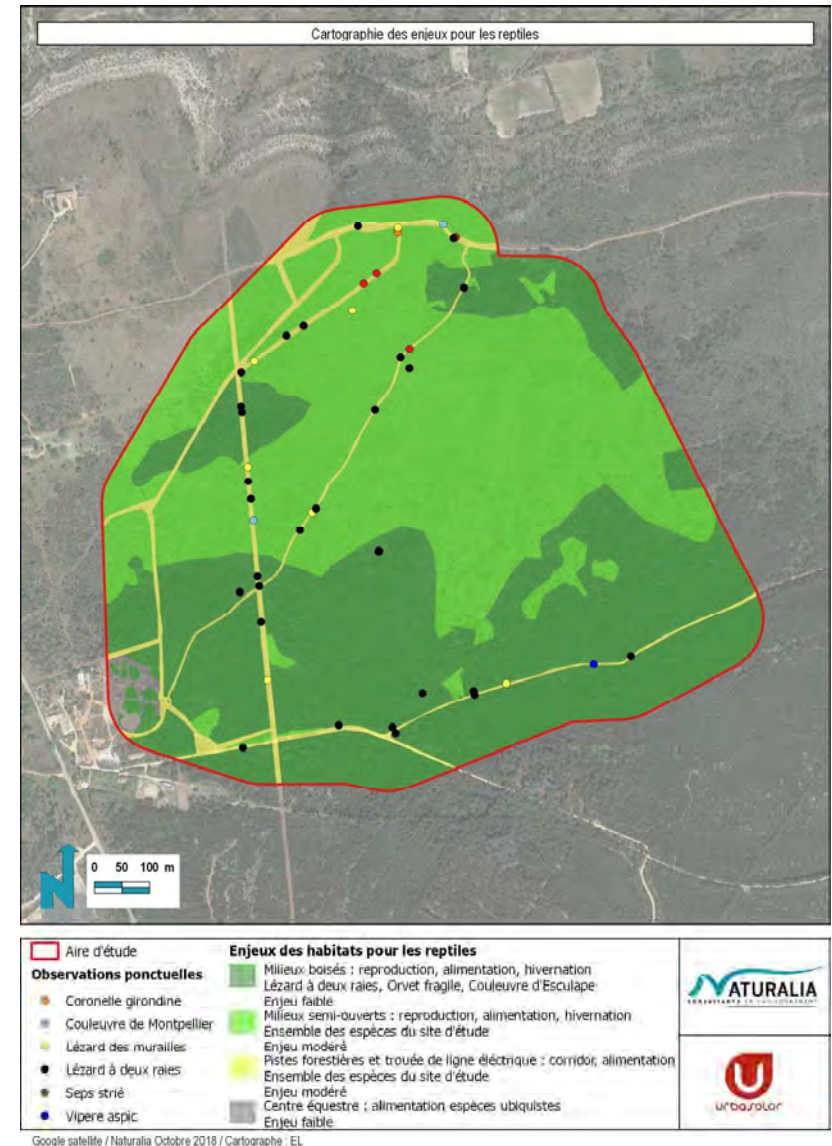 Cartographie des enjeux pour les reptiles
N
0 50 100 m
Aire d'étude
Observations ponctuelles
Coronelle girondine
Couleuvre de Montpellier
Lézard des murailles
Lézard à deux raies
Seps strié
Vipere aspic
Enjeux des habitats pour les reptiles
Milieux boisés : reproduction, alimentation, hivernation
Lézard à deux raies, Orvet fragile, Couleuvre d'Esculape
Enjeu faible
Milieux semi-ouverts : reproduction, alimentation, hivernation
Ensemble des espèces du site d'étude
Enjeu modéré
Pistes forestières et trouée de ligne éléctrique : corridor, alimentation
Ensemble des espèces du site d'étude
Enjeu modéré
Centre équestre : alimentation espèces ubiquistes
Enjeu faible
NATURALIA
CONSULTANTS EN ENVIRONNEMENT
urbasolar
Google satellite / Naturalia Octobre 2018 / Cartographe : EL